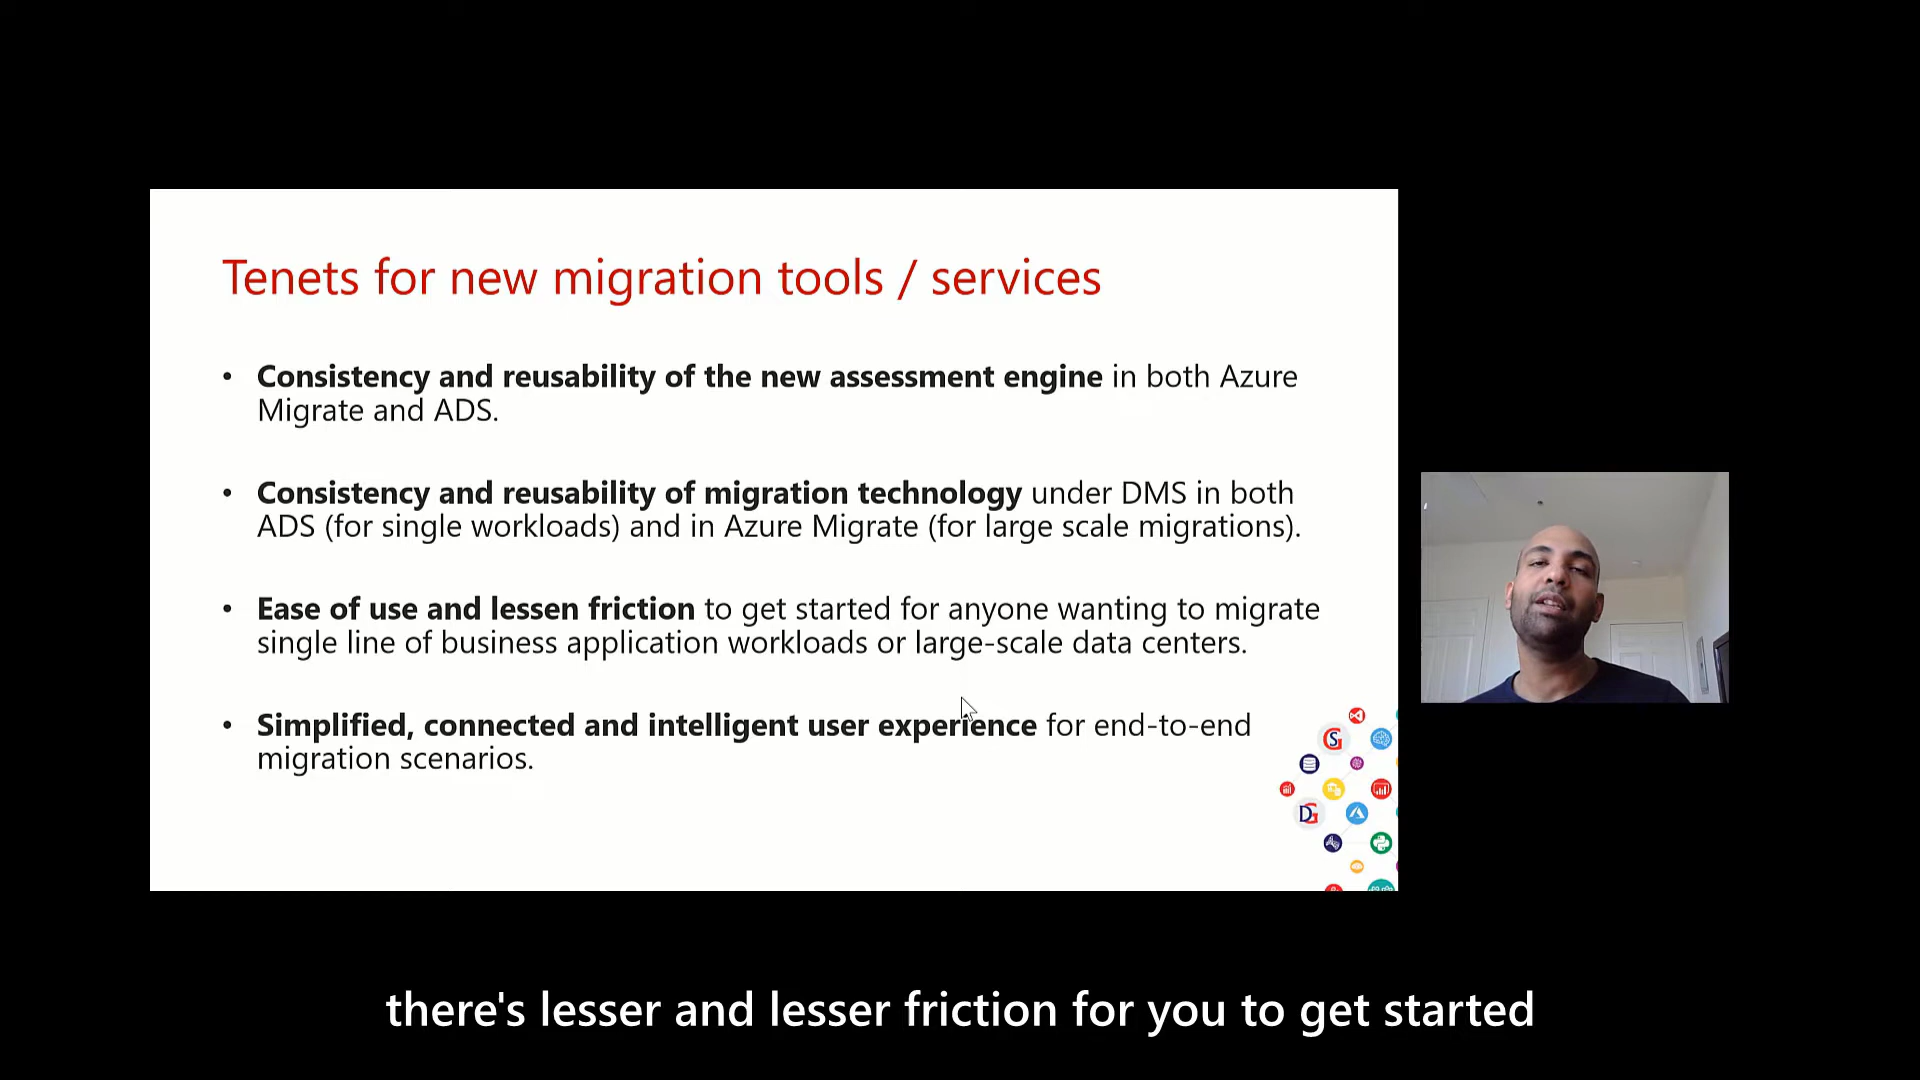 Tenets for new migration tools / services
• Consistency and reusability of the new assessment engine in both Azure
Migrate and ADS.
• Consistency and reusability of migration technology under DMS in both
ADS (for single workloads) and in Azure Migrate (for large scale migrations).
• Ease of use and lessen friction to get started for anyone wanting to migrate
single line of business application workloads or large-scale data centers.
• Simplified, connected and intelligent user experience for end-to-end
migration scenarios.
GS
DG
there's lesser and lesser friction for you to get started